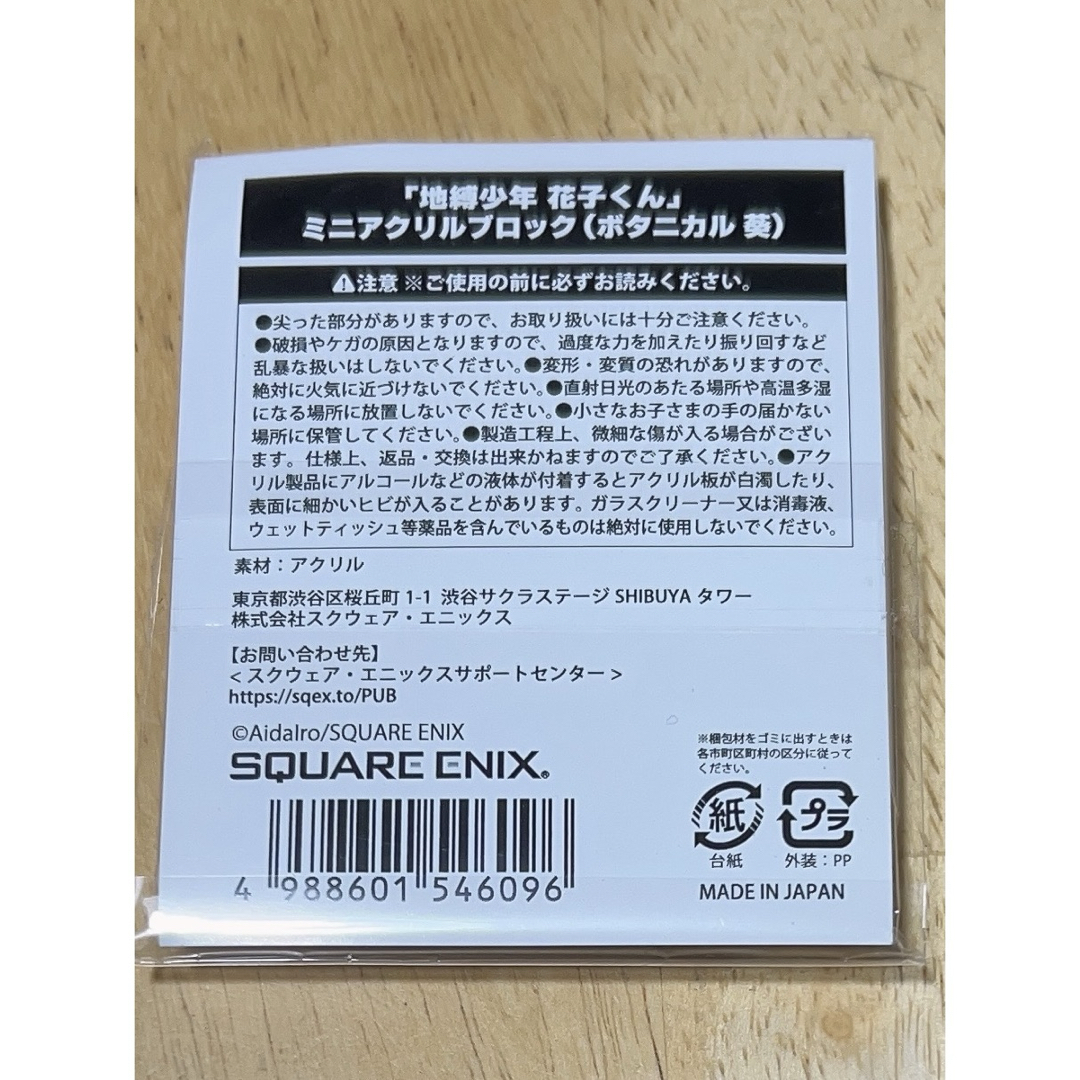 「地縛少年 花子くん」
ミニアクリルブロック（ボタニカル 葵）
⚠注意 ※ご使用の前に必ずお読みください。
●尖った部分がありますので、お取り扱いには十分ご注意ください。
●破損やケガの原因となりますので、過度な力を加えたり振り回すなど
乱暴な扱いはしないでください。●変形・変質の恐れがありますので、
絶対に火気に近づけないでください。●直射日光のあたる場所や高温多湿
になる場所に放置しないでください。●小さなお子さまの手の届かない
場所に保管してください。●製造工程上、微細な傷が入る場合がござい
ます。仕様上、返品・交換は出来かねますのでご了承ください。●アク
リル製品にアルコールなどの液体が付着するとアクリル板が白濁したり、
表面に細かいヒビが入ることがあります。ガラスクリーナー又は消毒液、
ウェットティッシュ等薬品を含んでいるものは絶対に使用しないでください。
素材：アクリル
東京都渋谷区桜丘町 1-1 渋谷サクラステージ SHIBUYA タワー
株式会社スクウェア・エニックス
【お問い合わせ先】
< スクウェア・エニックスサポートセンター >
https://sqex.to/PUB
©AidaIro/SQUARE ENIX
SQUARE ENIX®
4 988601 546096
※梱包材をゴミに出すときは
各市町区町村の区分に従って
ください。
紙 プラ
台紙 外装：PP
MADE IN JAPAN